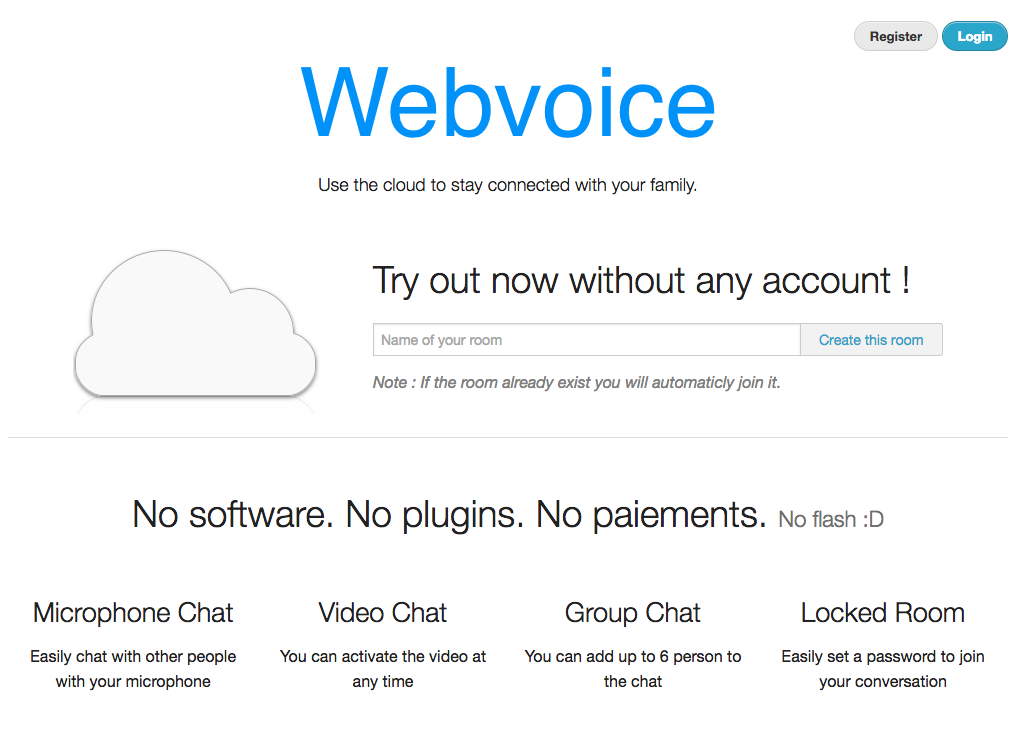 Register
Login
Webvoice
Use the cloud to stay connected with your family.
Try out now without any account !
Name of your room
Create this room
Note : If the room already exist you will automaticly join it.
No software. No plugins. No paiements. No flash :D
Microphone Chat
Easily chat with other people
with your microphone
Video Chat
You can activate the video at
any time
Group Chat
You can add up to 6 person to
the chat
Locked Room
Easily set a password to join
your conversation